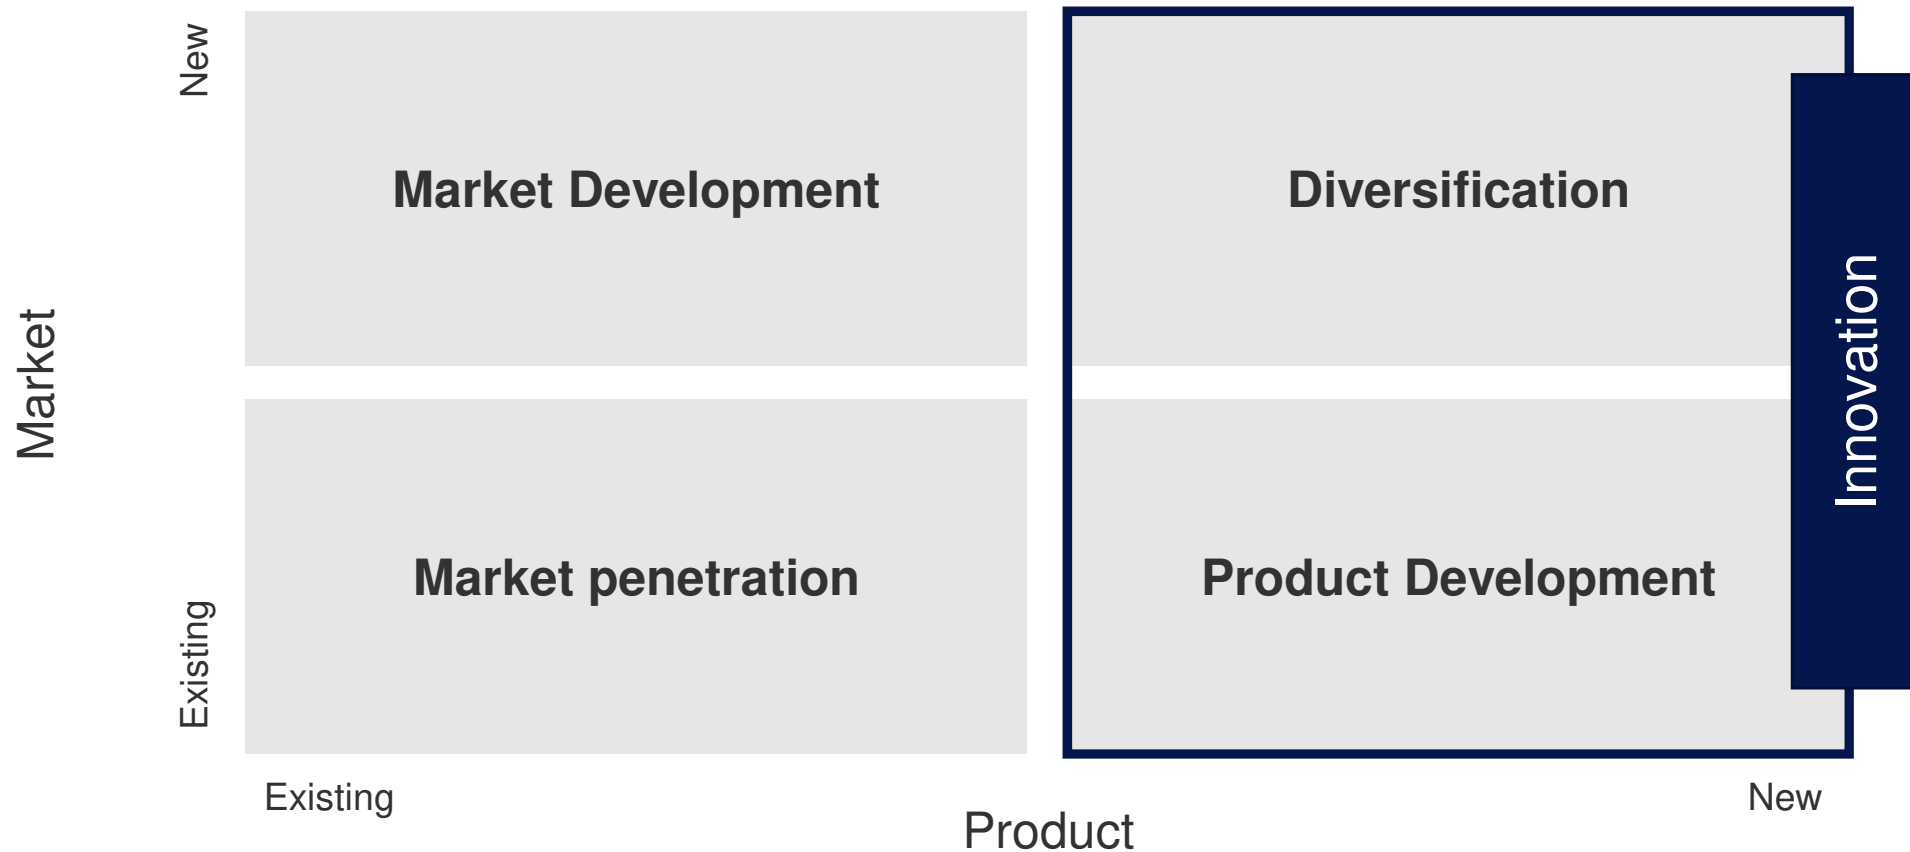 New
Market Development
Diversification
Market
Innovation
Existing
Market penetration
Product Development
Existing
New
Product